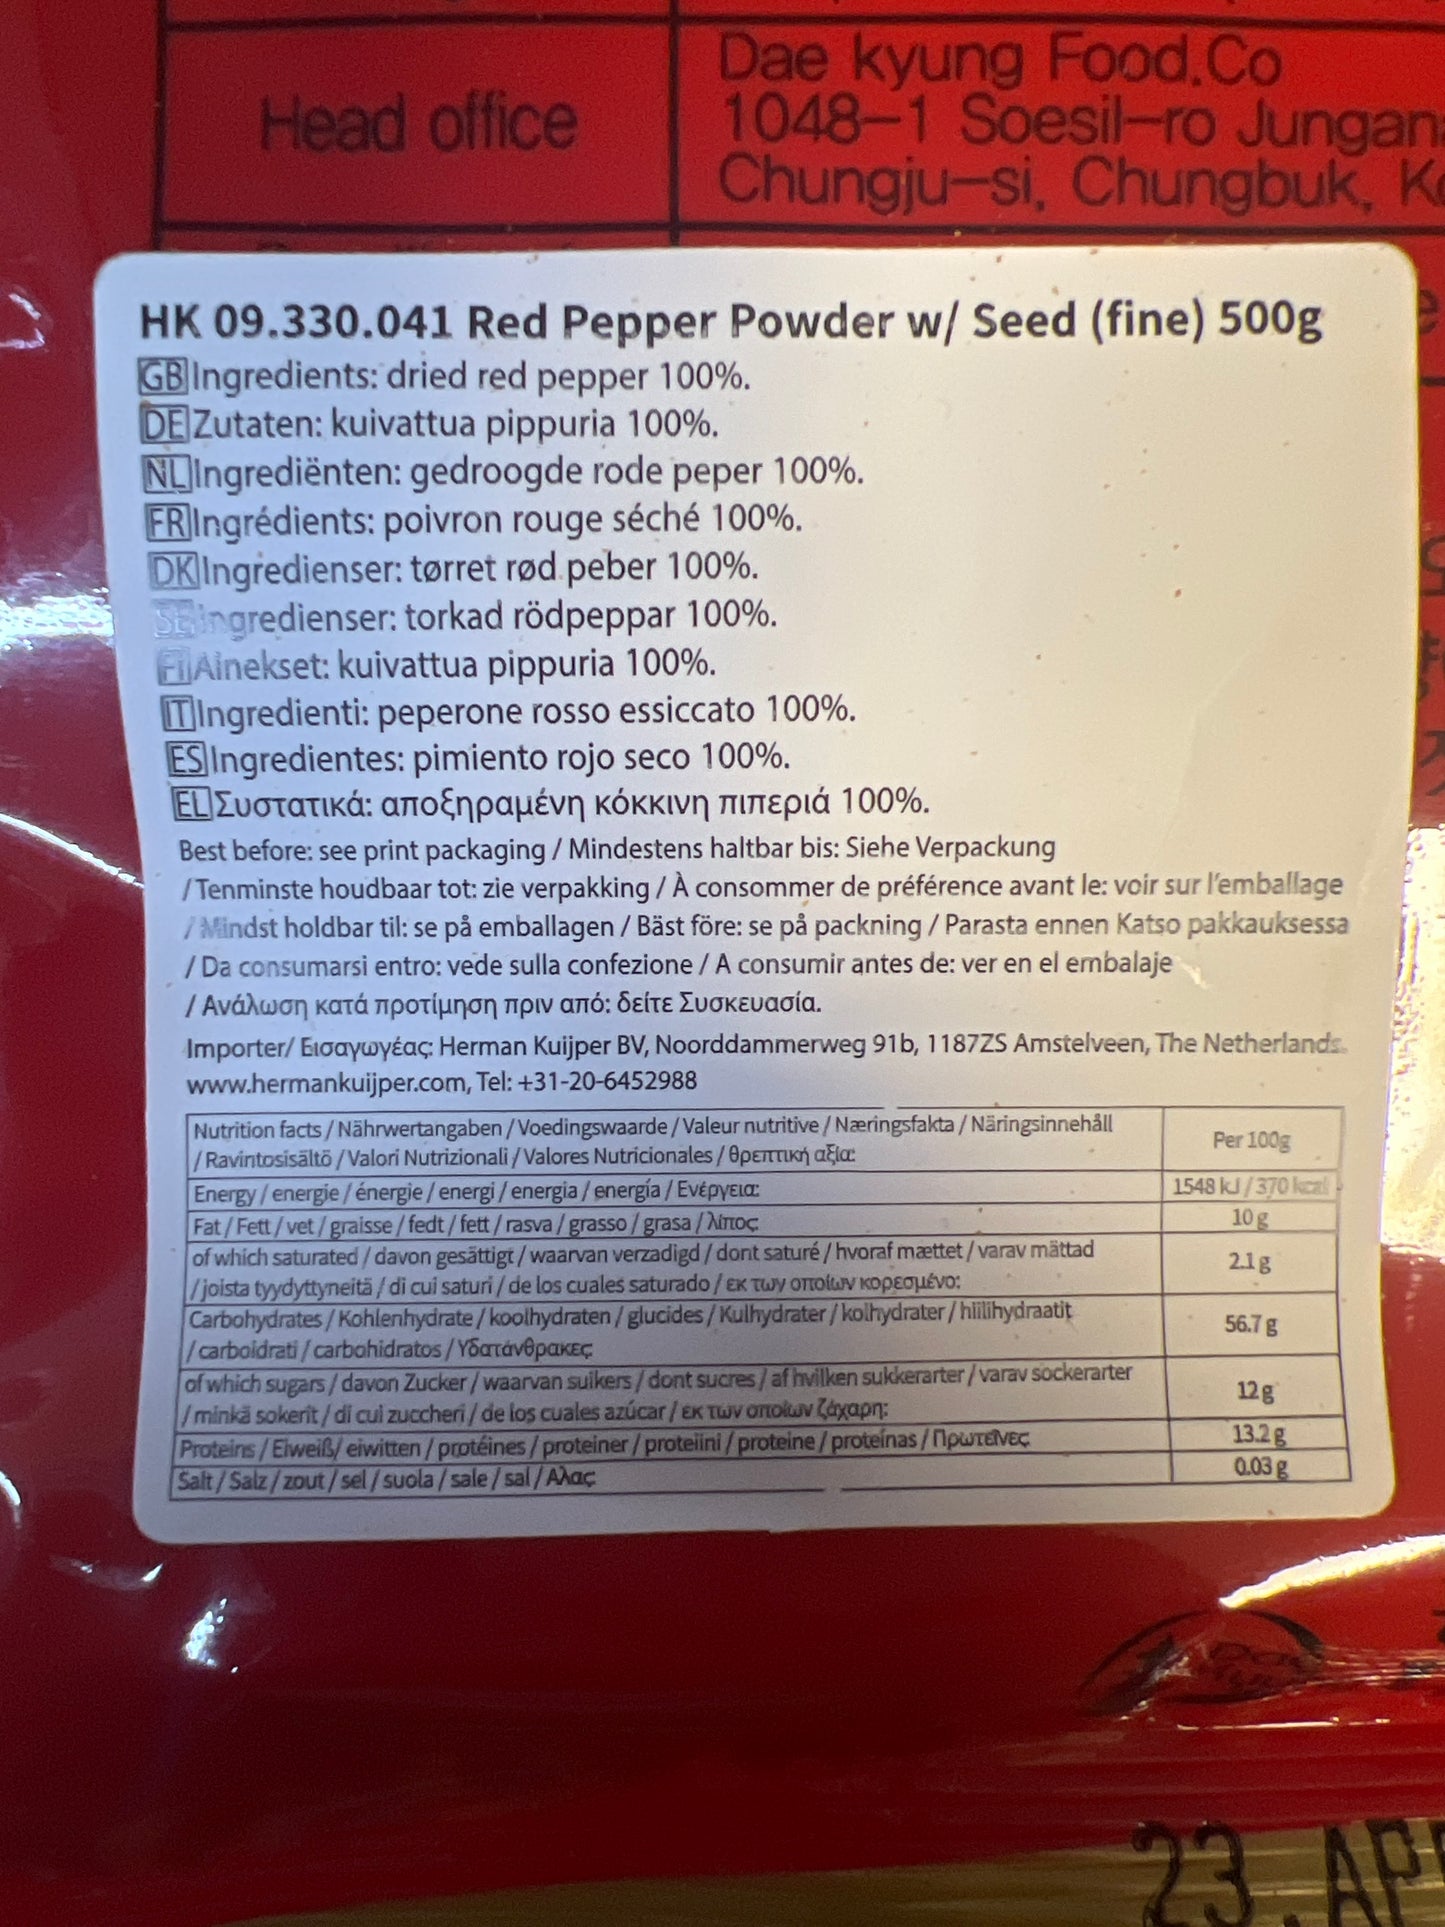 Head office
Dae kyung Food.Co
1048-1 Soesil-ro
Chungju-si, Chungbuk,
HK 09.330.041 Red Pepper Powder w/ Seed (fine) 500g
GB Ingredients: dried red pepper 100%.
DE Zutaten: kuivattua pippuria 100%.
NL Ingrediënten: gedroogde rode peper 100%.
FR Ingrédients: poivron rouge séché 100%.
DK Ingredienser: tørret rød peber 100%.
SE ingredienser: torkad rödpeppar 100%.
FI Ainekset: kuivattua pippuria 100%.
IT Ingredienti: peperone rosso essiccato 100%.
ES Ingredientes: pimiento rojo seco 100%.
EL Συστατικά: αποξηραμένη κόκκινη πιπεριά 100%.
Best before: see print packaging / Mindestens haltbar bis: Siehe Verpackung
/ Tenminste houdbaar tot: zie verpakking / À consommer de préférence avant le: voir sur l'emballage
/ Mindst holdbar til: se på emballagen / Bäst före: se på packning / Parasta ennen Katso pakkauksessa
/ Da consumarsi entro: vede sulla confezione / A consumir antes de: ver en el embalaje
/ Ανάλωση κατά προτίμηση πριν από: δείτε Συσκευασία.
Importer/ Εισαγωγέας: Herman Kuijper BV, Noorddammerweg 91b, 1187ZS Amstelveen, The Netherlands.
www.hermankuijper.com, Tel: +31-20-6452988
Nutrition facts / Nährwertangaben / Voedingswaarde / Valeur nutritive / Næringsfakta / Näringsinnehåll
/ Ravintosisältö / Valori Nutrizionali / Valores Nutricionales / θρεπτική αξία:
Per 100g
Energy / energie / énergie / energi / energia / energía / Ενέργεια:
1548 kJ / 370 kcal
Fat / Fett / vet / graisse / fedt / fett / rasva / grasso / grasa / λίπος:
10 g
of which saturated / davon gesättigt / waarvan verzadigd / dont saturé / hvoraf mættet / varav mättad
/ joista tyydyttyneitä / di cui saturi / de los cuales saturado / εκ των οποίων κορεσμένο:
2.1 g
Carbohydrates / Kohlenhydrate / koolhydraten / glucides / Kulhydrater / kolhydrater / hiilihydraatit
/ carboidrati / carbohidratos / Υδατάνθρακες
56.7 g
of which sugars / davon Zucker / waarvan suikers / dont sucres / af hvilken sukkerarter / varav sockerarter
/ minkä sokerit / di cui zuccheri / de los cuales azúcar / εκ των οποίων ζάχαρη:
12 g
Proteins / Eiweiß/ eiwitten / protéines / proteiner / proteiini / proteine / proteínas / Πρωτεΐνες
13.2 g
Salt / Salz / zout / sel / suola / sale / sal / Αλας
0.03 g
23.AP